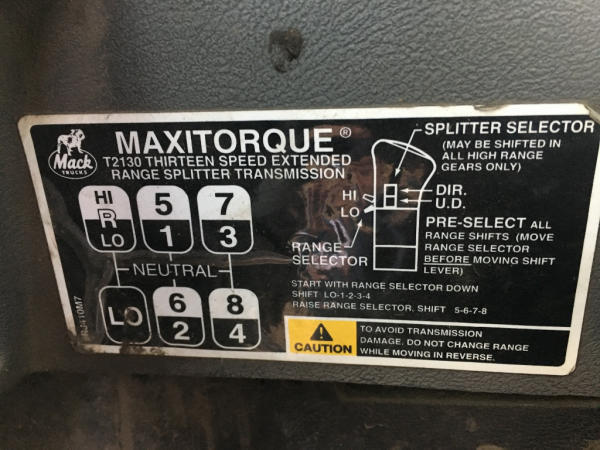 MAXITORQUE ®
Mack
TRUCKS
T2130 THIRTEEN SPEED EXTENDED
RANGE SPLITTER TRANSMISSION
HI 5 7
R
LO 1 3
NEUTRAL
LO 6 8
2 4
SPLITTER SELECTOR
(MAY BE SHIFTED IN
ALL HIGH RANGE
GEARS ONLY)
HI
LO
DIR.
U.D.
RANGE
SELECTOR
PRE-SELECT ALL
RANGE SHIFTS (MOVE
RANGE SELECTOR
BEFORE MOVING SHIFT
LEVER)
START WITH RANGE SELECTOR DOWN
SHIFT LO-1-2-3-4
RAISE RANGE SELECTOR, SHIFT 5-6-7-8
CAUTION
TO AVOID TRANSMISSION
DAMAGE, DO NOT CHANGE RANGE
WHILE MOVING IN REVERSE.